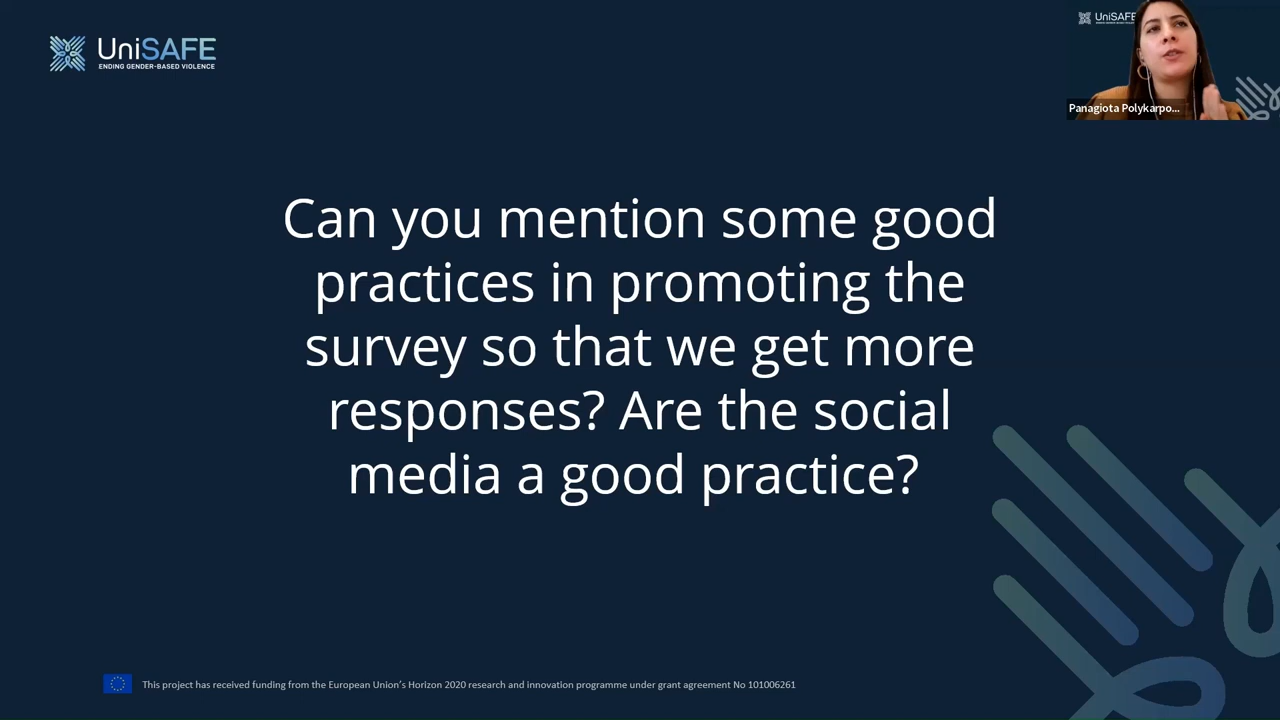 UniSAFE
ENDING GENDER-BASED VIOLENCE
UniSAFE
Panagiota Polykarpo...
Can you mention some good
practices in promoting the
survey so that we get more
responses? Are the social
media a good practice?
This project has received funding from the European Union's Horizon 2020 research and innovation programme under grant agreement No 101006261